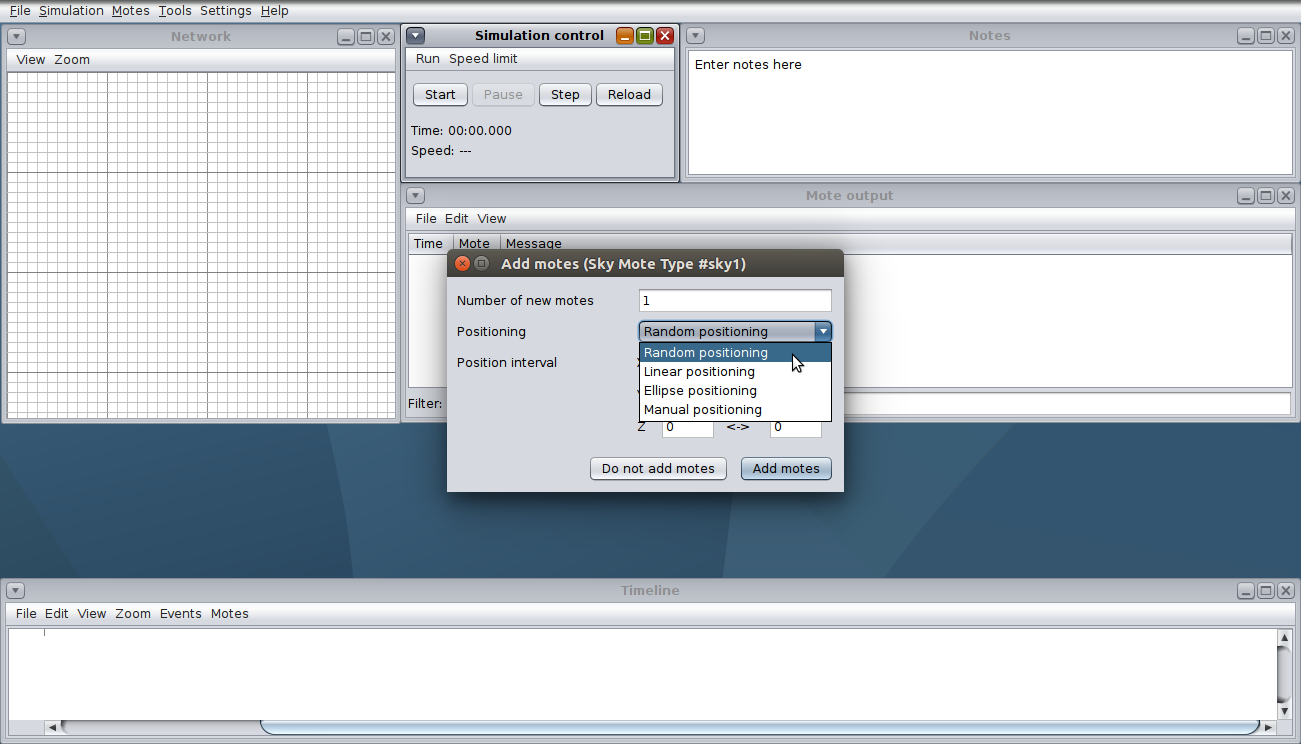 File Simulation Motes Tools Settings Help
Network
View Zoom
Simulation control
Run Speed limit
Start Pause Step Reload
Time: 00:00.000
Speed: ---
Notes
Enter notes here
Mote output
File Edit View
Time Mote Message
Filter:
Add motes (Sky Mote Type #sky1)
Number of new motes 1
Positioning Random positioning
Random positioning
Position interval
Linear positioning
Ellipse positioning
Manual positioning
Z 0 <-> 0
Do not add motes Add motes
Timeline
File Edit View Zoom Events Motes